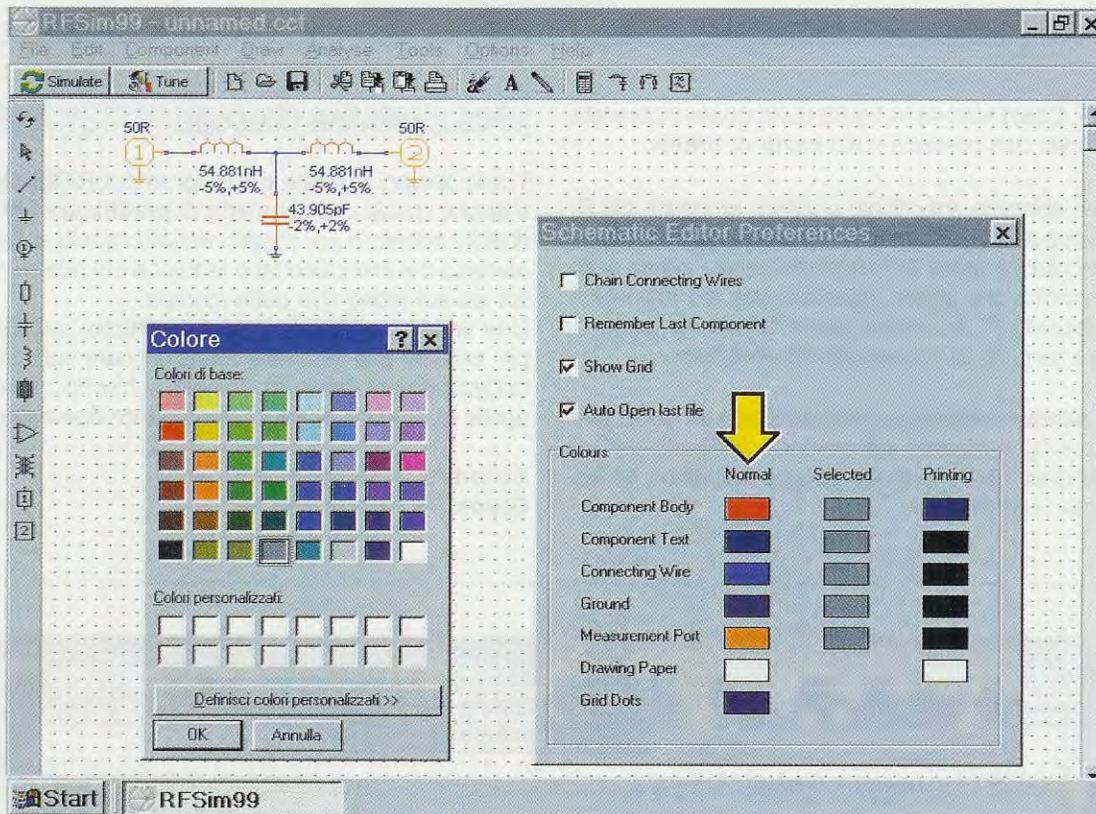 RFSim99 - unnamed.cct
File Edit Component Draw Analyse Tools Options Help
Simulate Tune A
50R 50R
1 2
54.881nH 54.881nH
-5%,+5% -5%,+5%
43.905pF
-2%,+2%
1
1
2
Colore
Colori di base:
Colori personalizzati:
Definisci colori personalizzati >>
OK Annulla
Schematic Editor Preferences
Chain Connecting Wires
Remember Last Component
Show Grid
Auto Open last file
Colours
Normal Selected Printing
Component Body
Component Text
Connecting Wire
Ground
Measurement Port
Drawing Paper
Grid Dots
Start RFSim99